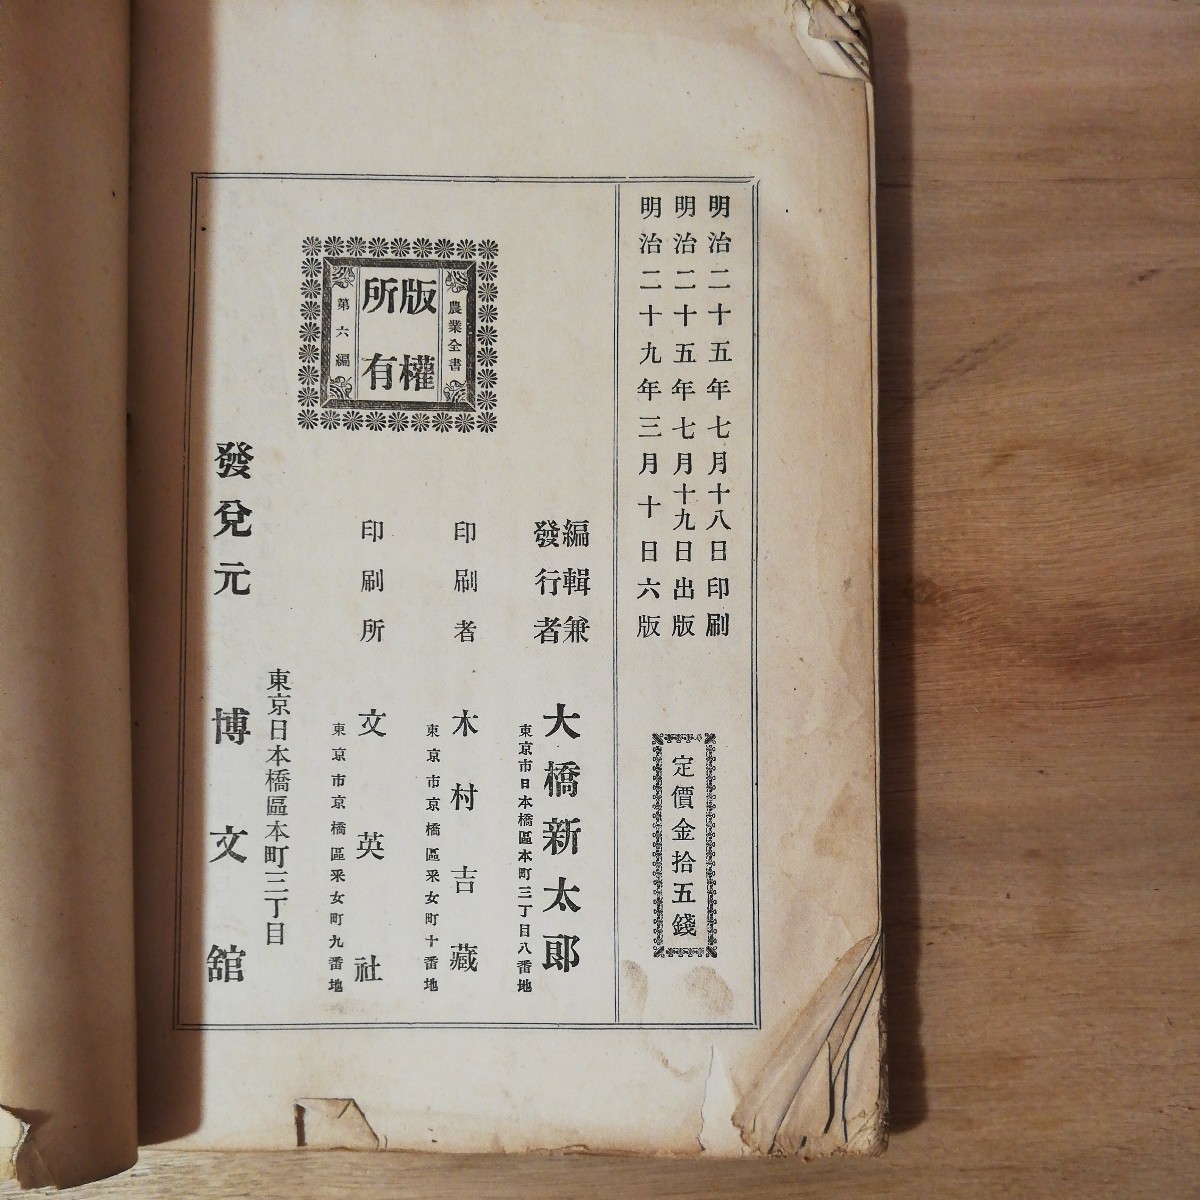 明治二十五年七月十八日印刷
明治二十五年七月十九日出版
明治二十九年三月十日六版
定價金拾五錢
農業全書
版權
所有
第六編
編輯兼
發行者
大橋新太郎
東京市日本橋區本町三丁目八番地
印刷者
木村吉藏
東京市京橋區釆女町十番地
印刷所
文英社
東京市京橋區釆女町九番地
東京日本橋區本町三丁目
發兌元
博文舘